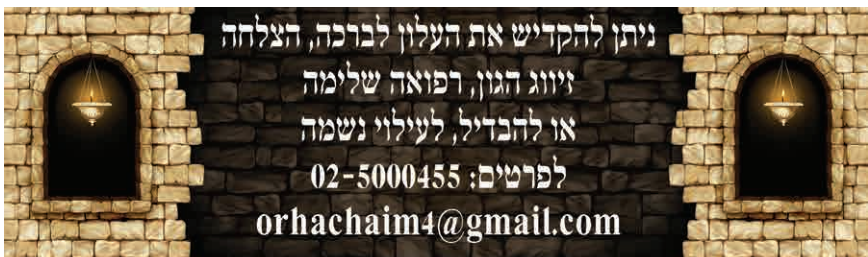 ניתן להקדיש את העלון לברכה, הצלחה
זיווג הגון, רפואה שלימה
או להבדיל, לעילוי נשמה
לפרטים: 02-5000455
orhachaim4@gmail.com